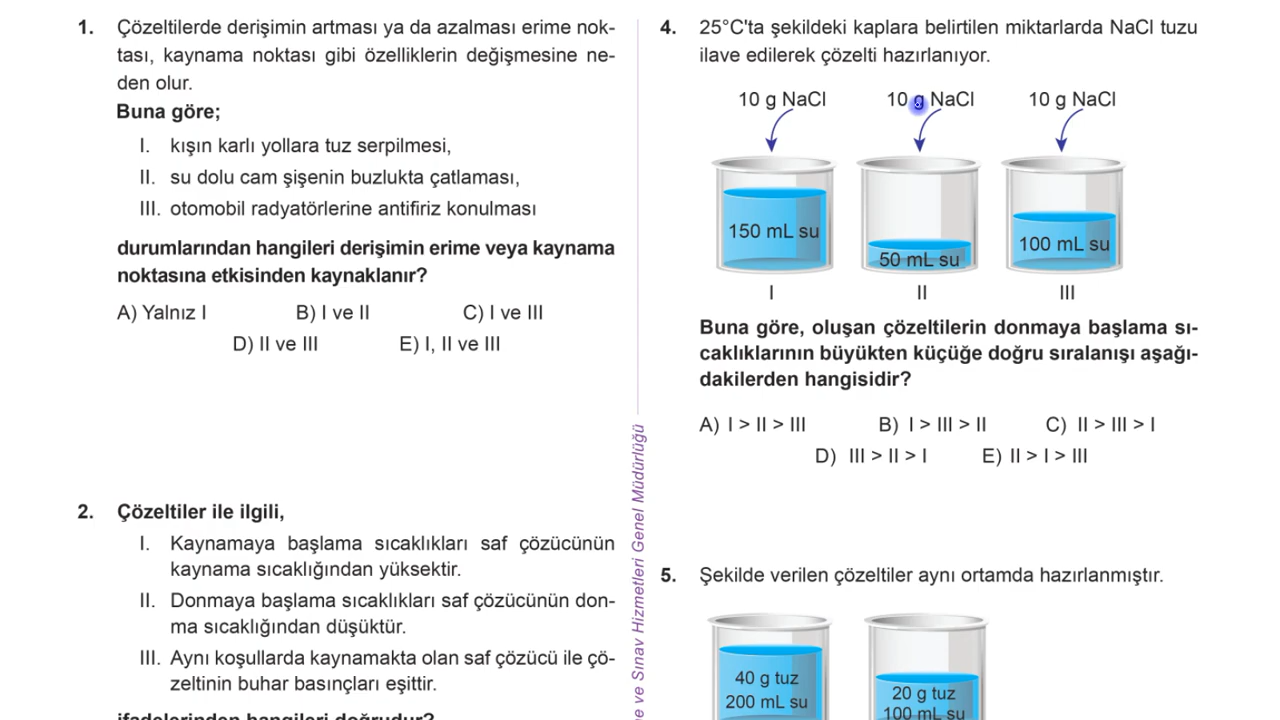 1. Çözeltilerde derişimin artması ya da azalması erime nok-
tası, kaynama noktası gibi özelliklerin değişmesine ne-
den olur.
Buna göre;
I. kışın karlı yollara tuz serpilmesi,
II. su dolu cam şişenin buzlukta çatlaması,
III. otomobil radyatörlerine antifiriz konulması
durumlarından hangileri derişimin erime veya kaynama
noktasına etkisinden kaynaklanır?
A) Yalnız I B) I ve II C) I ve III
D) II ve III E) I, II ve III
2. Çözeltiler ile ilgili,
I. Kaynamaya başlama sıcaklıkları saf çözücünün
kaynama sıcaklığından yüksektir.
II. Donmaya başlama sıcaklıkları saf çözücünün don-
ma sıcaklığından düşüktür.
III. Aynı koşullarda kaynamakta olan saf çözücü ile çö-
zeltinin buhar basınçları eşittir.
ifadelerinden hangileri doğrudur?
e ve Sınav Hizmetleri Genel Müdürlüğü
4. 25°C'ta şekildeki kaplara belirtilen miktarlarda NaCl tuzu
ilave edilerek çözelti hazırlanıyor.
10 g NaCl 10 g NaCl 10 g NaCl
150 mL su 50 mL su 100 mL su
I II III
Buna göre, oluşan çözeltilerin donmaya başlama sı-
caklıklarının büyükten küçüğe doğru sıralanışı aşağı-
dakilerden hangisidir?
A) I > II > III B) I > III > II C) II > III > I
D) III > II > I E) II > I > III
5. Şekilde verilen çözeltiler aynı ortamda hazırlanmıştır.
40 g tuz 20 g tuz
200 mL su 100 mL su